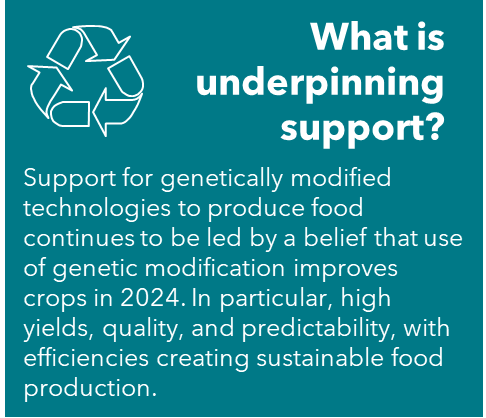 What is
underpinning
support?
Support for genetically modified
technologies to produce food
continues to be led by a belief that use
of genetic modification improves
crops in 2024. In particular, high
yields, quality, and predictability, with
efficiencies creating sustainable food
production.